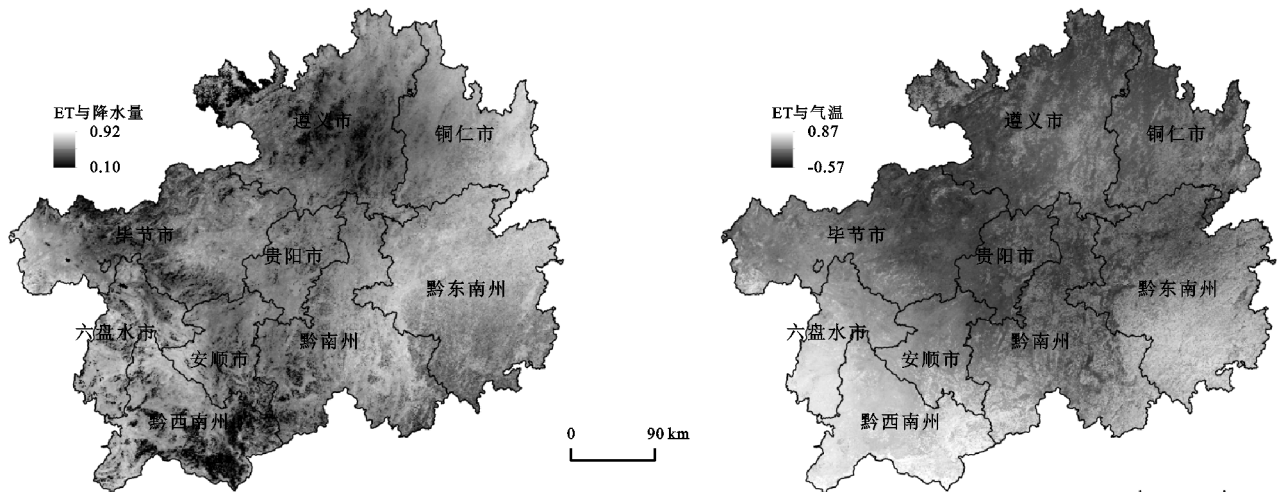 ET与降水量
0.92
0.10
遵义市
铜仁市
毕节市
贵阳市
黔东南州
六盘水市
安顺市
黔南州
黔西南州
0 90 km
ET与气温
0.87
-0.57
遵义市
铜仁市
毕节市
贵阳市
黔东南州
六盘水市
安顺市
黔南州
黔西南州